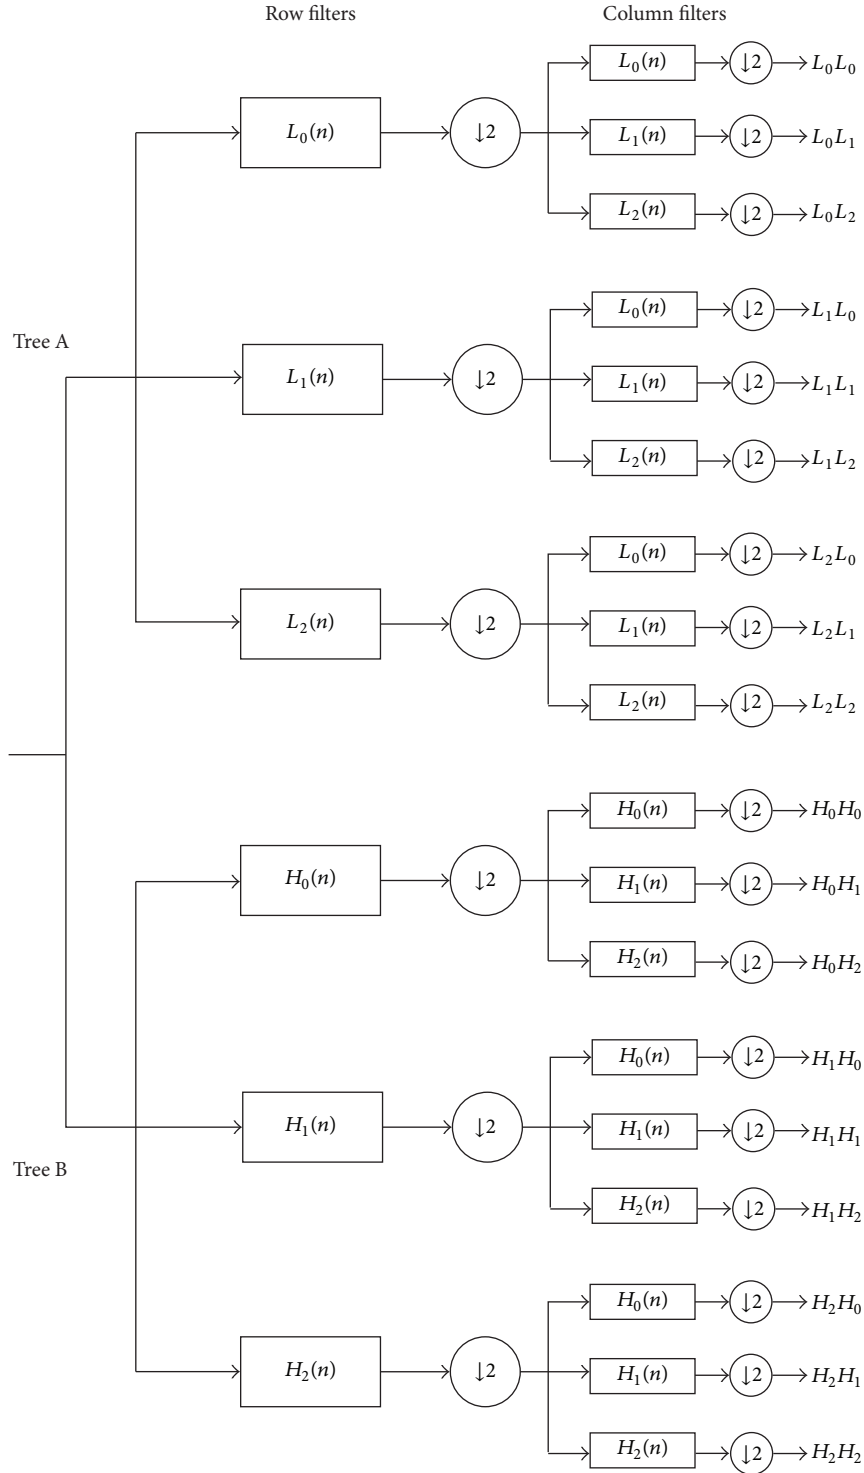 Row filters Column filters
L₀(n) ↓2 L₀L₀
L₀(n) ↓2 L₁(n) ↓2 L₀L₁
L₂(n) ↓2 L₀L₂
L₀(n) ↓2 L₁L₀
Tree A
L₁(n) ↓2 L₁(n) ↓2 L₁L₁
L₂(n) ↓2 L₁L₂
L₀(n) ↓2 L₂L₀
L₂(n) ↓2 L₁(n) ↓2 L₂L₁
L₂(n) ↓2 L₂L₂
H₀(n) ↓2 H₀H₀
H₀(n) ↓2 H₁(n) ↓2 H₀H₁
H₂(n) ↓2 H₀H₂
H₀(n) ↓2 H₁H₀
H₁(n) ↓2 H₁(n) ↓2 H₁H₁
Tree B
H₂(n) ↓2 H₁H₂
H₀(n) ↓2 H₂H₀
H₂(n) ↓2 H₁(n) ↓2 H₂H₁
H₂(n) ↓2 H₂H₂